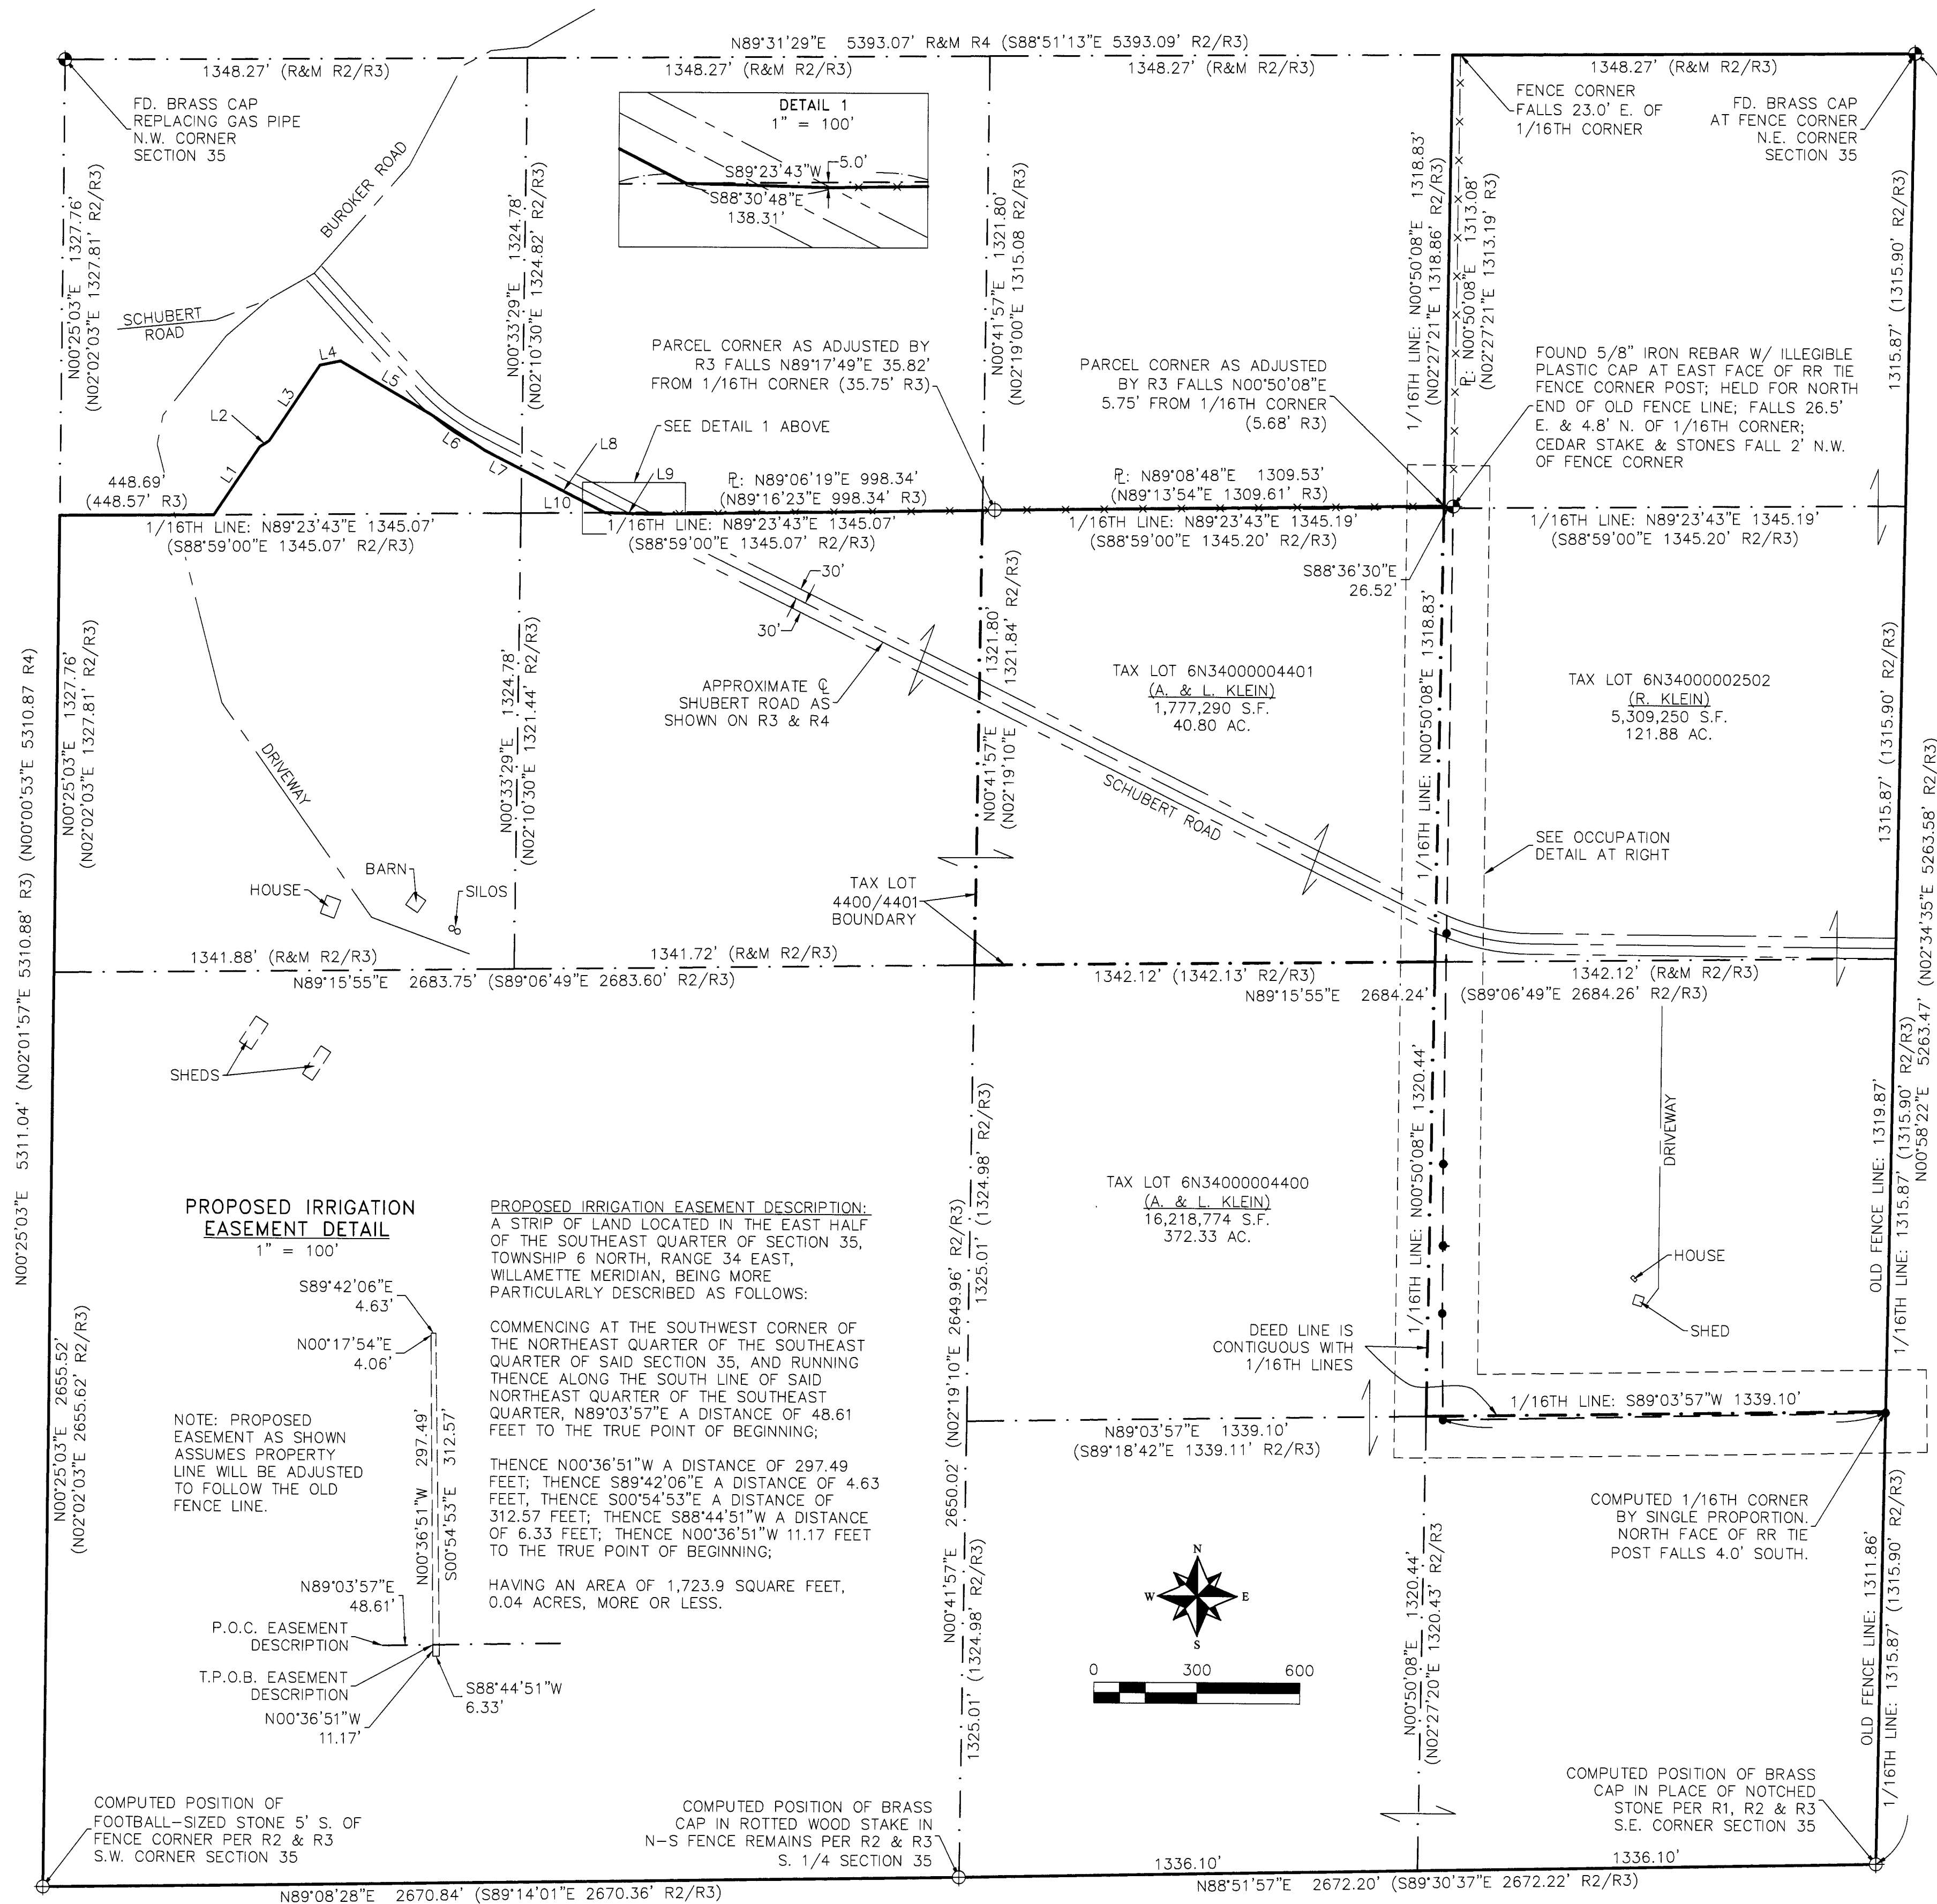 N89°31'29"E 5393.07' R&M R4 (S88°51'13"E 5393.09' R2/R3)
1348.27' (R&M R2/R3)
1348.27' (R&M R2/R3)
1348.27' (R&M R2/R3)
1348.27' (R&M R2/R3)
FD. BRASS CAP
REPLACING GAS PIPE
N.W. CORNER
SECTION 35
DETAIL 1
1" = 100'
S89°23'43"W
5.0'
S88°30'48"E
138.31'
FENCE CORNER
FALLS 23.0' E. OF
1/16TH CORNER
FD. BRASS CAP
AT FENCE CORNER
N.E. CORNER
SECTION 35
N00°25'03"E 1327.76'
(N02°02'03"E 1327.81' R2/R3)
BUROKER ROAD
SCHUBERT
ROAD
N00°33'29"E 1324.78'
(N02°10'30"E 1324.82' R2/R3)
N00°41'57"E 1321.80'
(N02°19'00"E 1315.08 R2/R3)
1/16TH LINE: N00°50'08"E 1318.83'
(N02°27'21"E 1318.86' R2/R3)
PL: N00°50'08"E 1313.08'
(N02°27'21"E 1313.19' R3)
1315.87' (1315.90' R2/R3)
PARCEL CORNER AS ADJUSTED BY
R3 FALLS N89°17'49"E 35.82'
FROM 1/16TH CORNER (35.75' R3)
PARCEL CORNER AS ADJUSTED
BY R3 FALLS N00°50'08"E
5.75' FROM 1/16TH CORNER
(5.68' R3)
FOUND 5/8" IRON REBAR W/ ILLEGIBLE
PLASTIC CAP AT EAST FACE OF RR TIE
FENCE CORNER POST; HELD FOR NORTH
END OF OLD FENCE LINE; FALLS 26.5'
E. & 4.8' N. OF 1/16TH CORNER;
CEDAR STAKE & STONES FALL 2' N.W.
OF FENCE CORNER
L1
L2
L3
L4
L5
L6
L7
L8
L9
L10
SEE DETAIL 1 ABOVE
448.69'
(448.57' R3)
PL: N89°06'19"E 998.34'
(N89°16'23"E 998.34' R3)
PL: N89°08'48"E 1309.53'
(N89°13'54"E 1309.61' R3)
1/16TH LINE: N89°23'43"E 1345.07'
(S88°59'00"E 1345.07' R2/R3)
1/16TH LINE: N89°23'43"E 1345.07'
(S88°59'00"E 1345.07' R2/R3)
1/16TH LINE: N89°23'43"E 1345.19'
(S88°59'00"E 1345.20' R2/R3)
1/16TH LINE: N89°23'43"E 1345.19'
(S88°59'00"E 1345.20' R2/R3)
S88°36'30"E
26.52'
30'
30'
APPROXIMATE CL
SHUBERT ROAD AS
SHOWN ON R3 & R4
SCHUBERT ROAD
TAX LOT 6N34000004401
(A. & L. KLEIN)
1,777,290 S.F.
40.80 AC.
TAX LOT 6N34000002502
(R. KLEIN)
5,309,250 S.F.
121.88 AC.
N00°25'03"E 5311.04' (N02°01'57"E 5310.88' R3) (N00°00'53"E 5310.87 R4)
N00°25'03"E 1327.76'
(N02°02'03"E 1327.81' R2/R3)
N00°33'29"E 1324.78'
(N02°10'30"E 1321.44' R2/R3)
N00°41'57"E 1321.80'
(N02°19'10"E 1321.84' R2/R3)
1/16TH LINE: N00°50'08"E 1318.83'
1315.87' (1315.90' R2/R3)
N00°58'22"E 5263.47' (N02°34'35"E 5263.58' R2/R3)
DRIVEWAY
HOUSE
BARN
SILOS
TAX LOT
4400/4401
BOUNDARY
SEE OCCUPATION
DETAIL AT RIGHT
1341.88' (R&M R2/R3)
1341.72' (R&M R2/R3)
N89°15'55"E 2683.75' (S89°06'49"E 2683.60' R2/R3)
1342.12' (1342.13' R2/R3)
1342.12' (R&M R2/R3)
N89°15'55"E 2684.24' (S89°06'49"E 2684.26' R2/R3)
SHEDS
PROPOSED IRRIGATION
EASEMENT DETAIL
1" = 100'
S89°42'06"E
4.63'
N00°17'54"E
4.06'
N00°36'51"W 297.49'
S00°54'53"E 312.57'
NOTE: PROPOSED
EASEMENT AS SHOWN
ASSUMES PROPERTY
LINE WILL BE ADJUSTED
TO FOLLOW THE OLD
FENCE LINE.
N89°03'57"E
48.61'
P.O.C. EASEMENT
DESCRIPTION
T.P.O.B. EASEMENT
DESCRIPTION
N00°36'51"W
11.17'
S88°44'51"W
6.33'
PROPOSED IRRIGATION EASEMENT DESCRIPTION:
A STRIP OF LAND LOCATED IN THE EAST HALF
OF THE SOUTHEAST QUARTER OF SECTION 35,
TOWNSHIP 6 NORTH, RANGE 34 EAST,
WILLAMETTE MERIDIAN, BEING MORE
PARTICULARLY DESCRIBED AS FOLLOWS:
COMMENCING AT THE SOUTHWEST CORNER OF
THE NORTHEAST QUARTER OF THE SOUTHEAST
QUARTER OF SAID SECTION 35, AND RUNNING
THENCE ALONG THE SOUTH LINE OF SAID
NORTHEAST QUARTER OF THE SOUTHEAST
QUARTER, N89°03'57"E A DISTANCE OF 48.61
FEET TO THE TRUE POINT OF BEGINNING;
THENCE N00°36'51"W A DISTANCE OF 297.49
FEET; THENCE S89°42'06"E A DISTANCE OF 4.63
FEET, THENCE S00°54'53"E A DISTANCE OF
312.57 FEET; THENCE S88°44'51"W A DISTANCE
OF 6.33 FEET; THENCE N00°36'51"W 11.17 FEET
TO THE TRUE POINT OF BEGINNING;
HAVING AN AREA OF 1,723.9 SQUARE FEET,
0.04 ACRES, MORE OR LESS.
N00°25'03"E 2655.52'
(N02°02'03"E 2655.62' R2/R3)
1325.01' (1324.98' R2/R3)
N00°41'57"E 2650.02' (N02°19'10"E 2649.96' R2/R3)
1325.01' (1324.98' R2/R3)
TAX LOT 6N34000004400
(A. & L. KLEIN)
16,218,774 S.F.
372.33 AC.
1/16TH LINE: N00°50'08"E 1320.44'
DEED LINE IS
CONTIGUOUS WITH
1/16TH LINES
DRIVEWAY
HOUSE
SHED
OLD FENCE LINE: 1319.87'
1/16TH LINE: 1315.87' (1315.90' R2/R3)
1/16TH LINE: S89°03'57"W 1339.10'
N89°03'57"E 1339.10'
(S89°18'42"E 1339.11' R2/R3)
COMPUTED 1/16TH CORNER
BY SINGLE PROPORTION.
NORTH FACE OF RR TIE
POST FALLS 4.0' SOUTH.
N00°50'08"E 1320.44'
(N02°27'20"E 1320.43' R2/R3
OLD FENCE LINE: 1311.86'
1/16TH LINE: 1315.87' (1315.90' R2/R3)
N
W
E
S
0 300 600
COMPUTED POSITION OF
FOOTBALL-SIZED STONE 5' S. OF
FENCE CORNER PER R2 & R3
S.W. CORNER SECTION 35
COMPUTED POSITION OF BRASS
CAP IN ROTTED WOOD STAKE IN
N-S FENCE REMAINS PER R2 & R3
S. 1/4 SECTION 35
COMPUTED POSITION OF BRASS
CAP IN PLACE OF NOTCHED
STONE PER R1, R2 & R3
S.E. CORNER SECTION 35
1336.10'
1336.10'
N89°08'28"E 2670.84' (S89°14'01"E 2670.36' R2/R3)
N88°51'57"E 2672.20' (S89°30'37"E 2672.22' R2/R3)